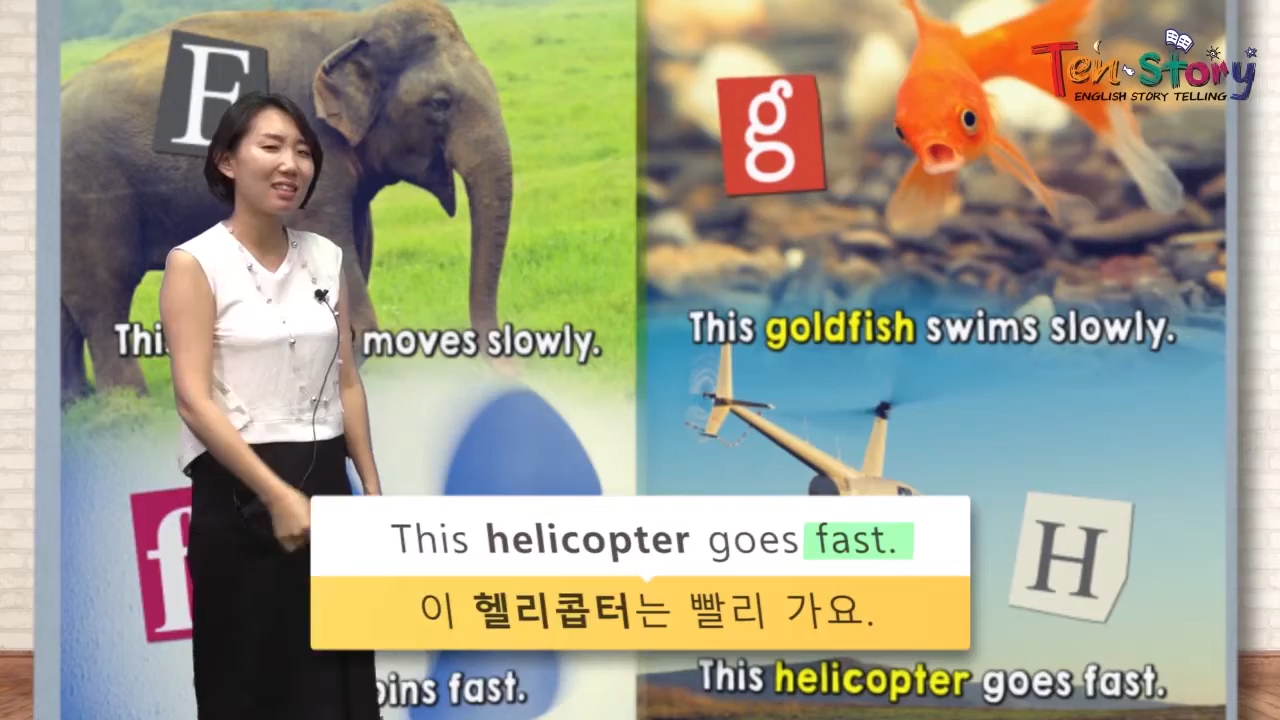 E
g
Ten-Story
ENGLISH STORY TELLING
moves slowly.
This goldfish swims slowly.
f
This helicopter goes fast.
이 헬리콥터는 빨리 가요.
H
fast.
This helicopter goes fast.